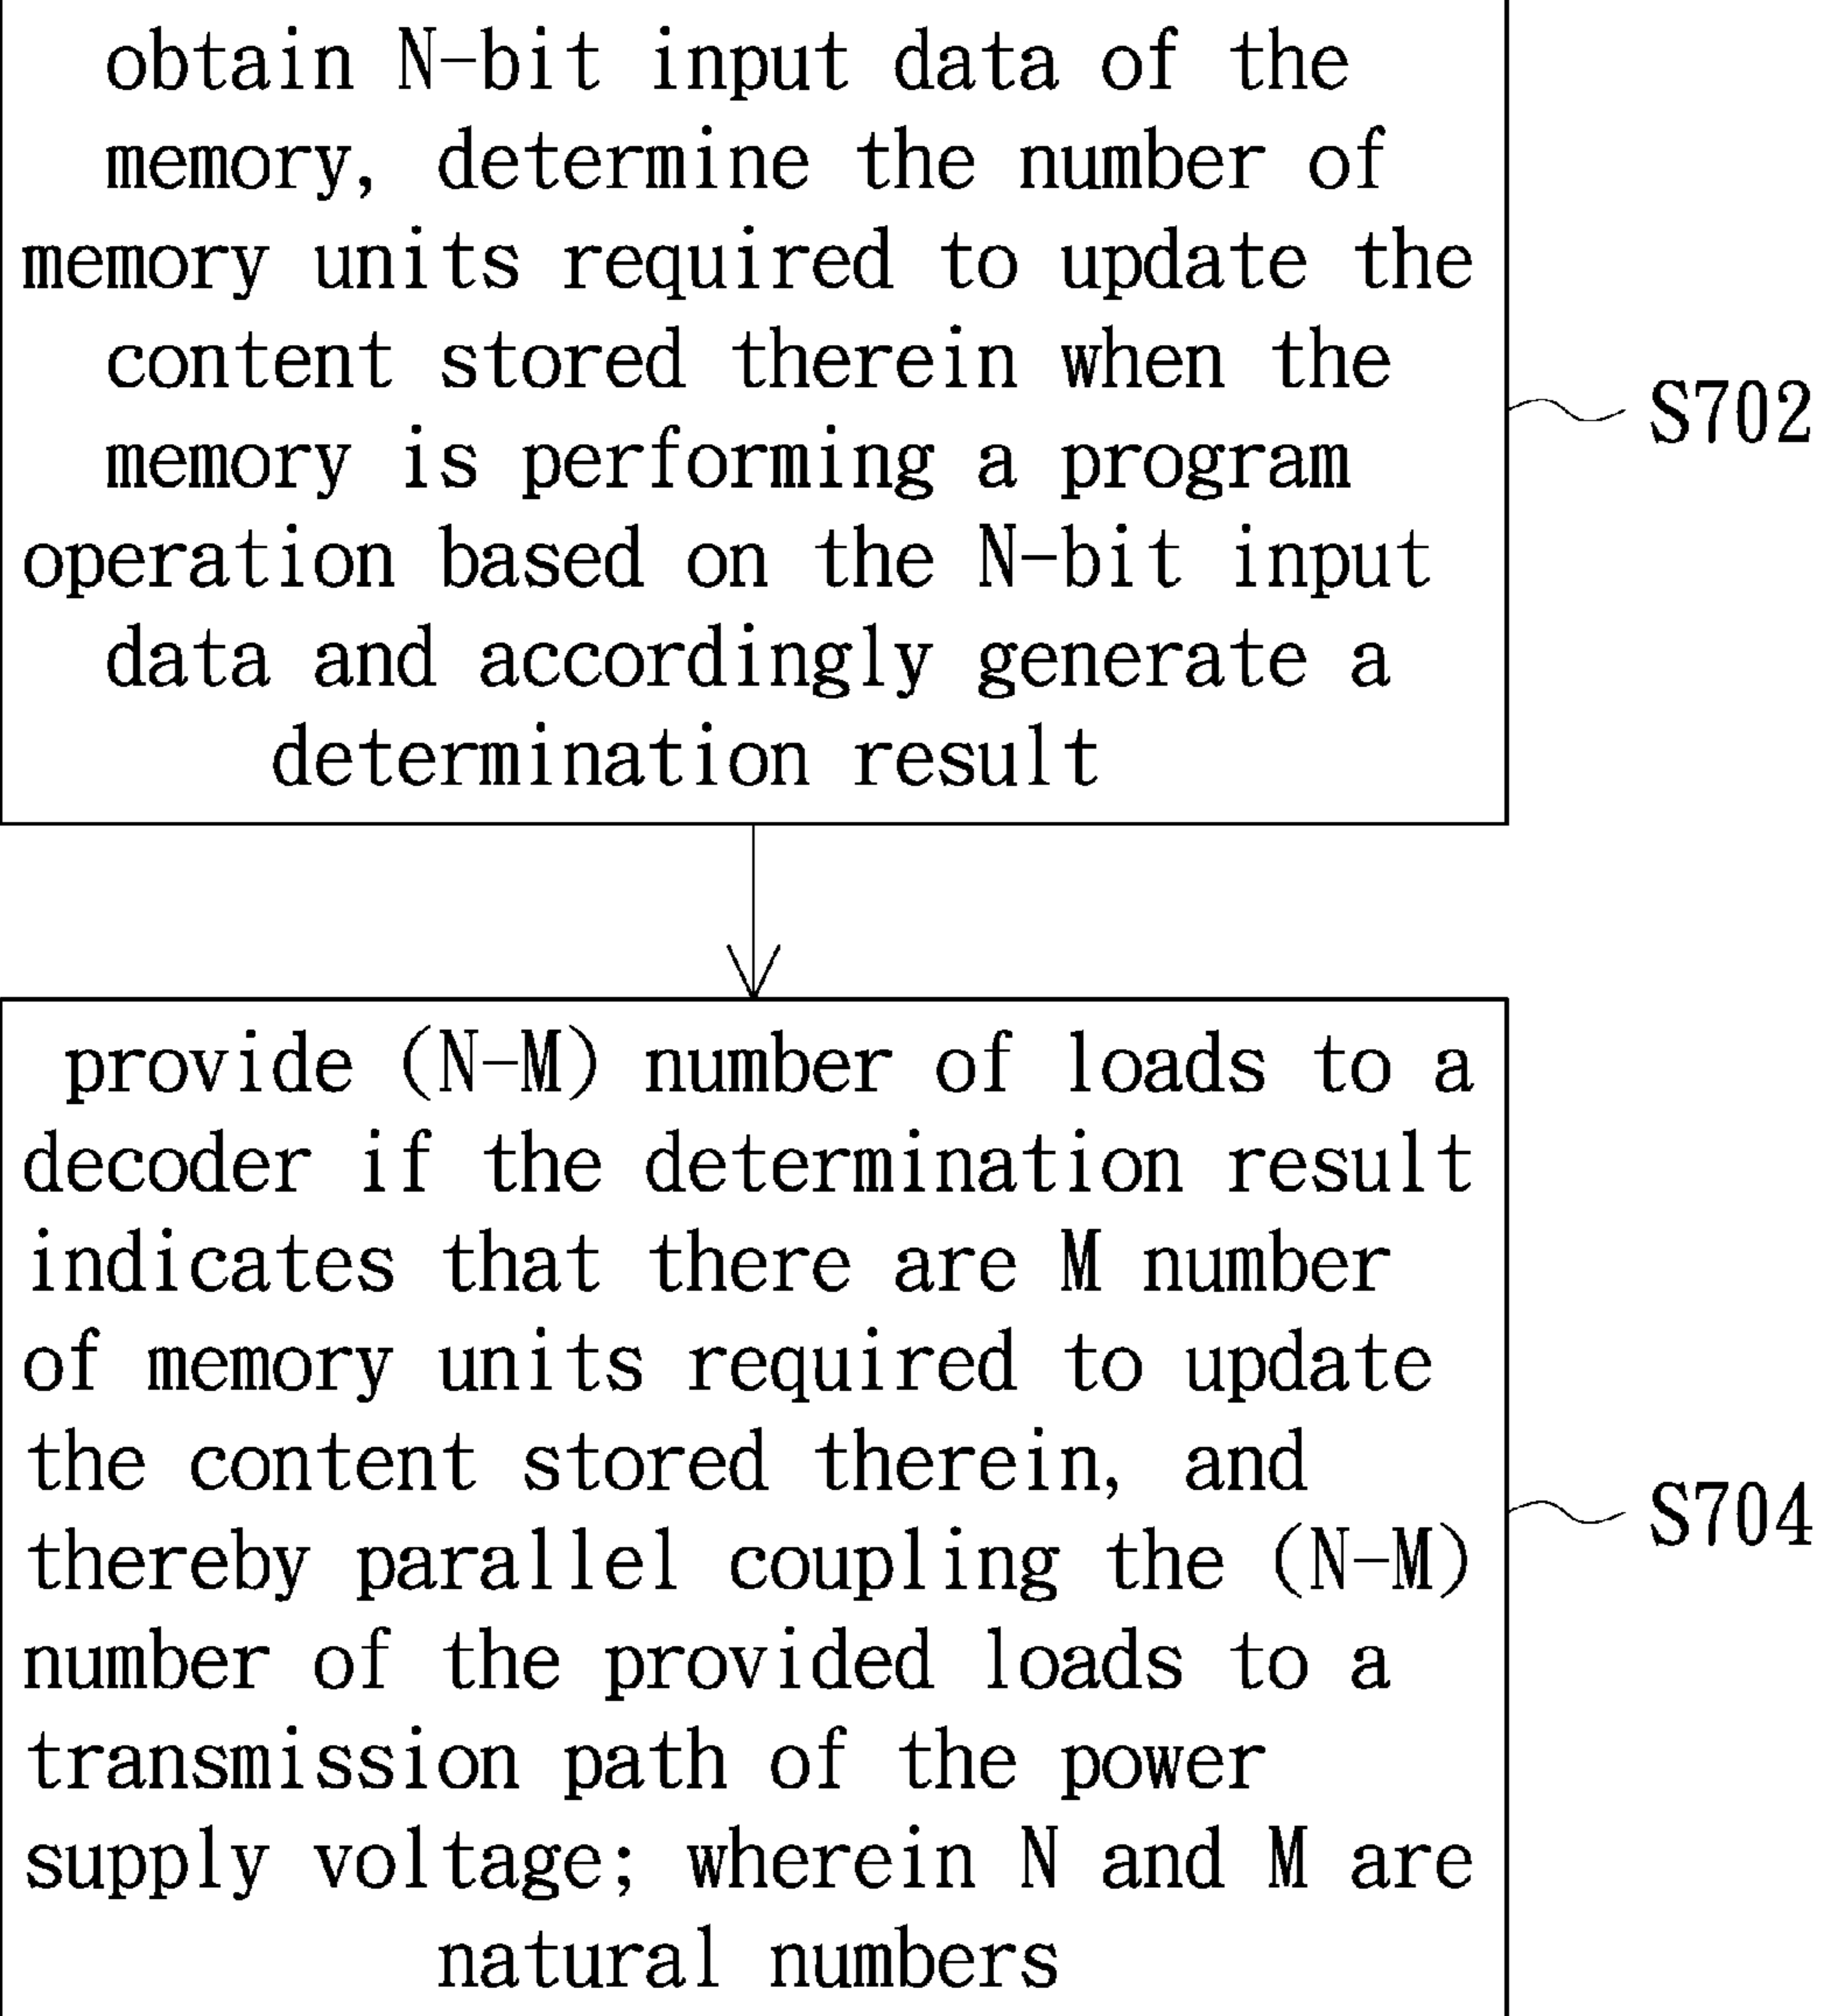 obtain N-bit input data of the
memory, determine the number of
memory units required to update the
content stored therein when the
memory is performing a program
operation based on the N-bit input
data and accordingly generate a
determination result
S702
provide (N-M) number of loads to a
decoder if the determination result
indicates that there are M number
of memory units required to update
the content stored therein, and
thereby parallel coupling the (N-M)
number of the provided loads to a
transmission path of the power
supply voltage; wherein N and M are
natural numbers
S704